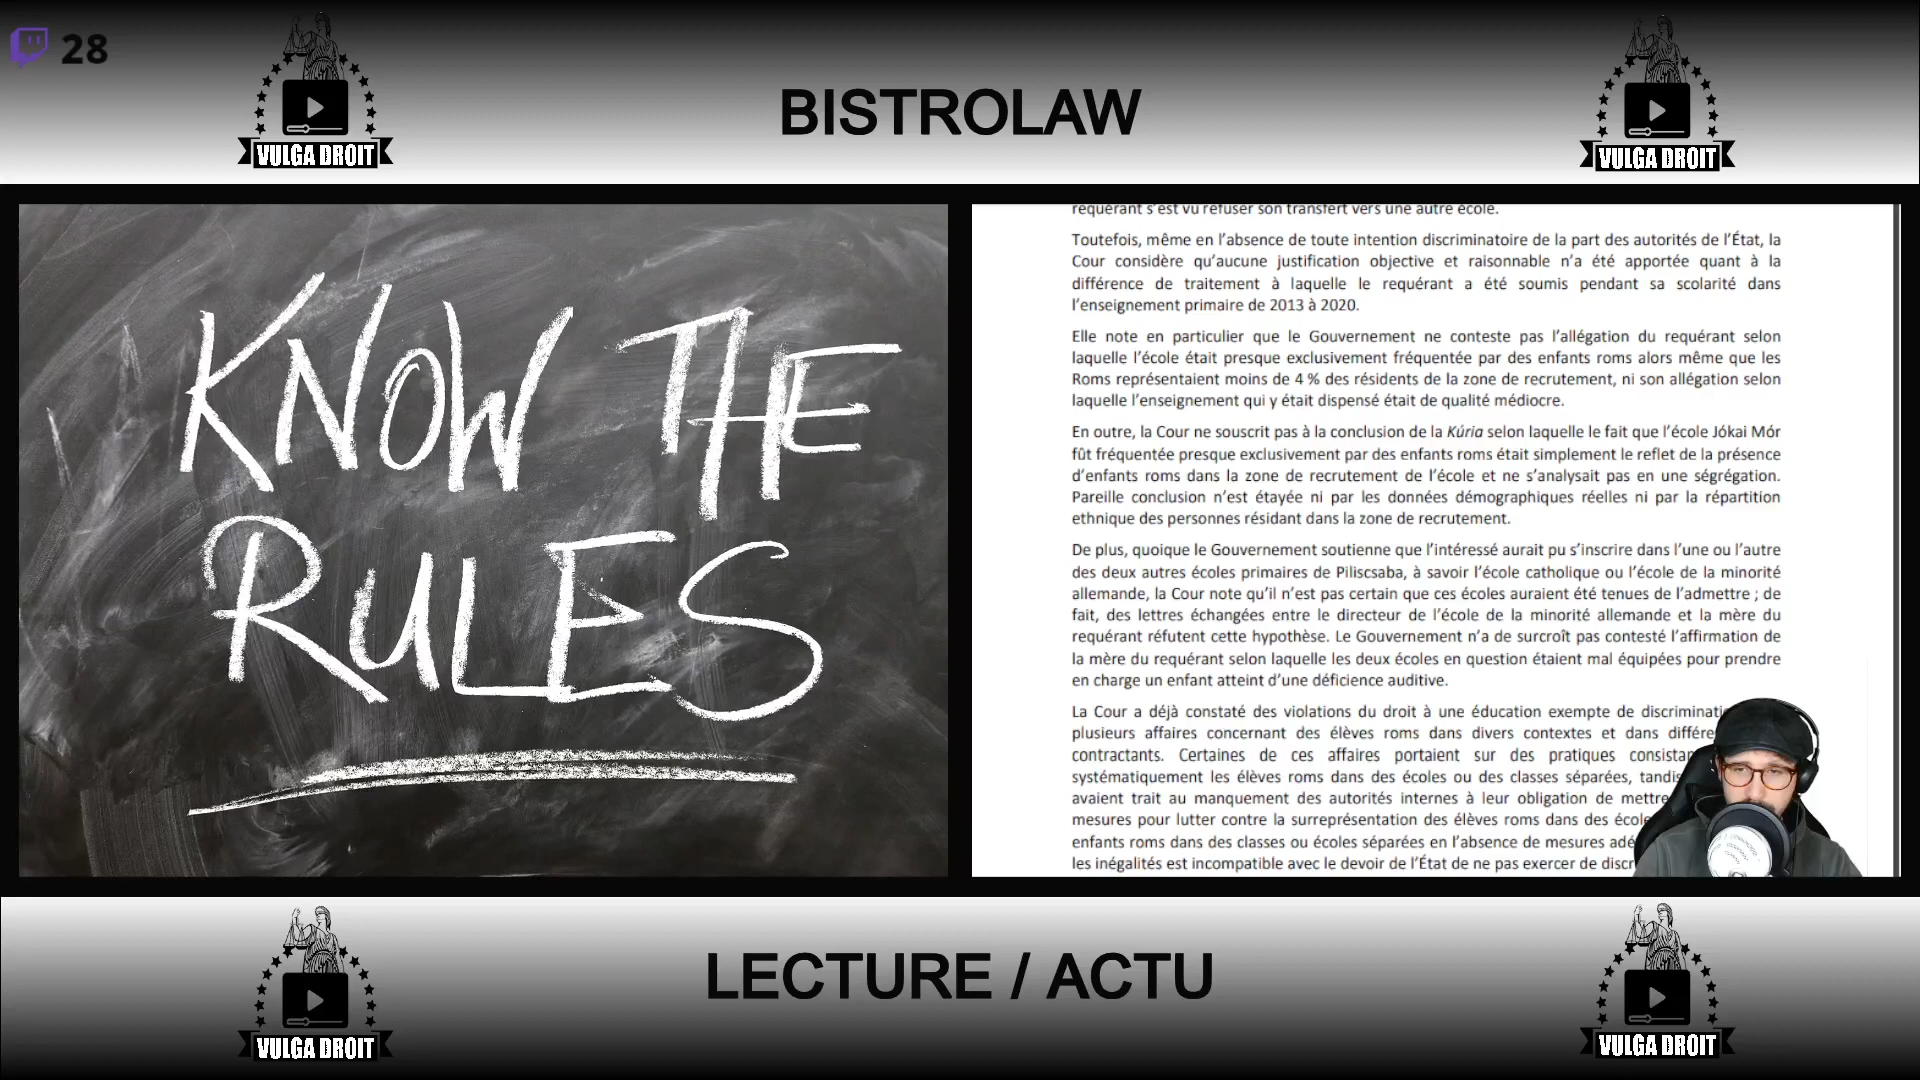 28
VULGA DROIT
BISTROLAW
VULGA DROIT
KNOW THE
RULES
requérant s'est vu refuser son transfert vers une autre école.
Toutefois, même en l'absence de toute intention discriminatoire de la part des autorités de l'État, la
Cour considère qu'aucune justification objective et raisonnable n'a été apportée quant à la
différence de traitement à laquelle le requérant a été soumis pendant sa scolarité dans
l'enseignement primaire de 2013 à 2020.
Elle note en particulier que le Gouvernement ne conteste pas l'allégation du requérant selon
laquelle l'école était presque exclusivement fréquentée par des enfants roms alors même que les
Roms représentaient moins de 4 % des résidents de la zone de recrutement, ni son allégation selon
laquelle l'enseignement qui y était dispensé était de qualité médiocre.
En outre, la Cour ne souscrit pas à la conclusion de la Kúria selon laquelle le fait que l'école Jókai Mór
fût fréquentée presque exclusivement par des enfants roms était simplement le reflet de la présence
d'enfants roms dans la zone de recrutement de l'école et ne s'analysait pas en une ségrégation.
Pareille conclusion n'est étayée ni par les données démographiques réelles ni par la répartition
ethnique des personnes résidant dans la zone de recrutement.
De plus, quoique le Gouvernement soutienne que l'intéressé aurait pu s'inscrire dans l'une ou l'autre
des deux autres écoles primaires de Piliscsaba, à savoir l'école catholique ou l'école de la minorité
allemande, la Cour note qu'il n'est pas certain que ces écoles auraient été tenues de l'admettre ; de
fait, des lettres échangées entre le directeur de l'école de la minorité allemande et la mère du
requérant réfutent cette hypothèse. Le Gouvernement n'a de surcroît pas contesté l'affirmation de
la mère du requérant selon laquelle les deux écoles en question étaient mal équipées pour prendre
en charge un enfant atteint d'une déficience auditive.
La Cour a déjà constaté des violations du droit à une éducation exempte de
plusieurs affaires concernant des élèves roms dans divers contextes et dans
contractants. Certaines de ces affaires portaient sur des pratiques
systématiquement les élèves roms dans des écoles ou des classes séparées,
avaient trait au manquement des autorités internes à leur obligation de mettre
mesures pour lutter contre la surreprésentation des élèves roms dans des
enfants roms dans des classes ou écoles séparées en l'absence de mesures
les inégalités est incompatible avec le devoir de l'État de ne pas exercer de
VULGA DROIT
LECTURE / ACTU
VULGA DROIT